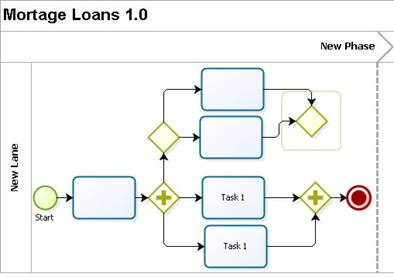 Mortage Loans 1.0
New Phase
New Lane
Start
Task 1
Task 1